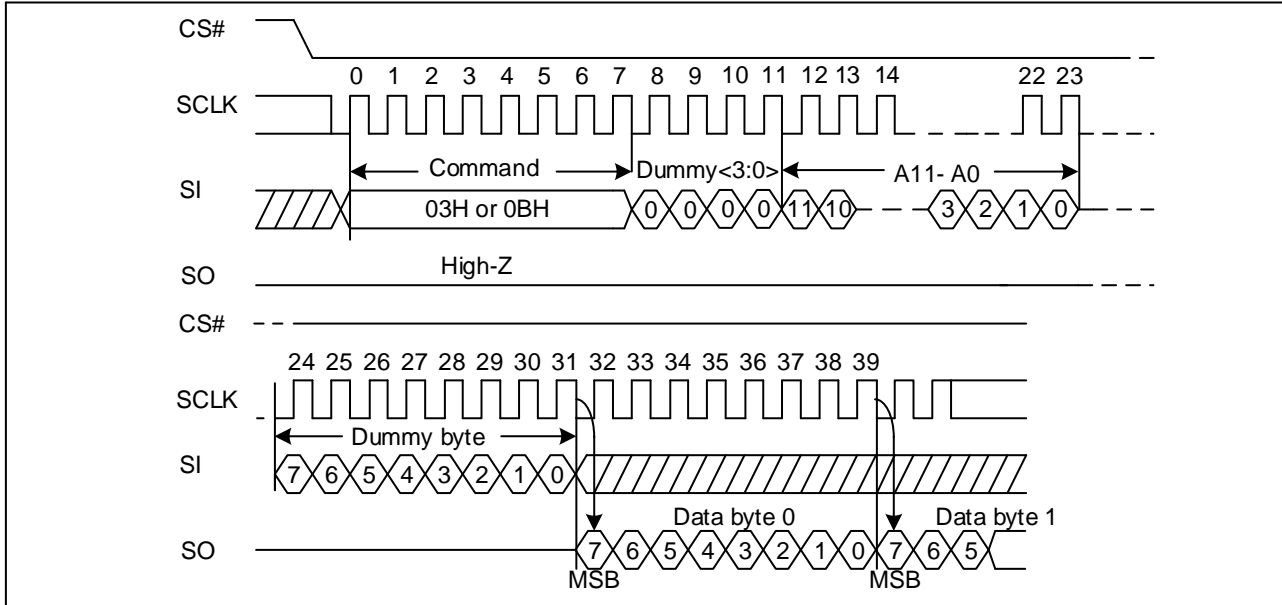 CS#
0 1 2 3 4 5 6 7 8 9 10 11 12 13 14 22 23
SCLK
Command Dummy<3:0> A11- A0
SI
03H or 0BH 0 0 0 0 11 10 3 2 1 0
High-Z
SO
CS#
24 25 26 27 28 29 30 31 32 33 34 35 36 37 38 39
SCLK
Dummy byte
SI
7 6 5 4 3 2 1 0
Data byte 0 Data byte 1
SO
7 6 5 4 3 2 1 0 7 6 5
MSB MSB